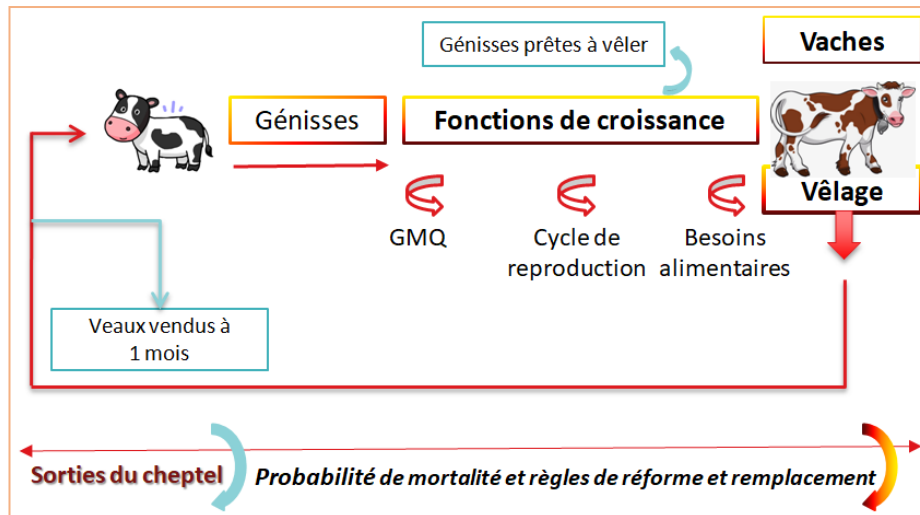 Génisses prêtes à vêler
Vaches
Génisses
Fonctions de croissance
Vêlage
GMQ
Cycle de
reproduction
Besoins
alimentaires
Veaux vendus à
1 mois
Sorties du cheptel
Probabilité de mortalité et règles de réforme et remplacement